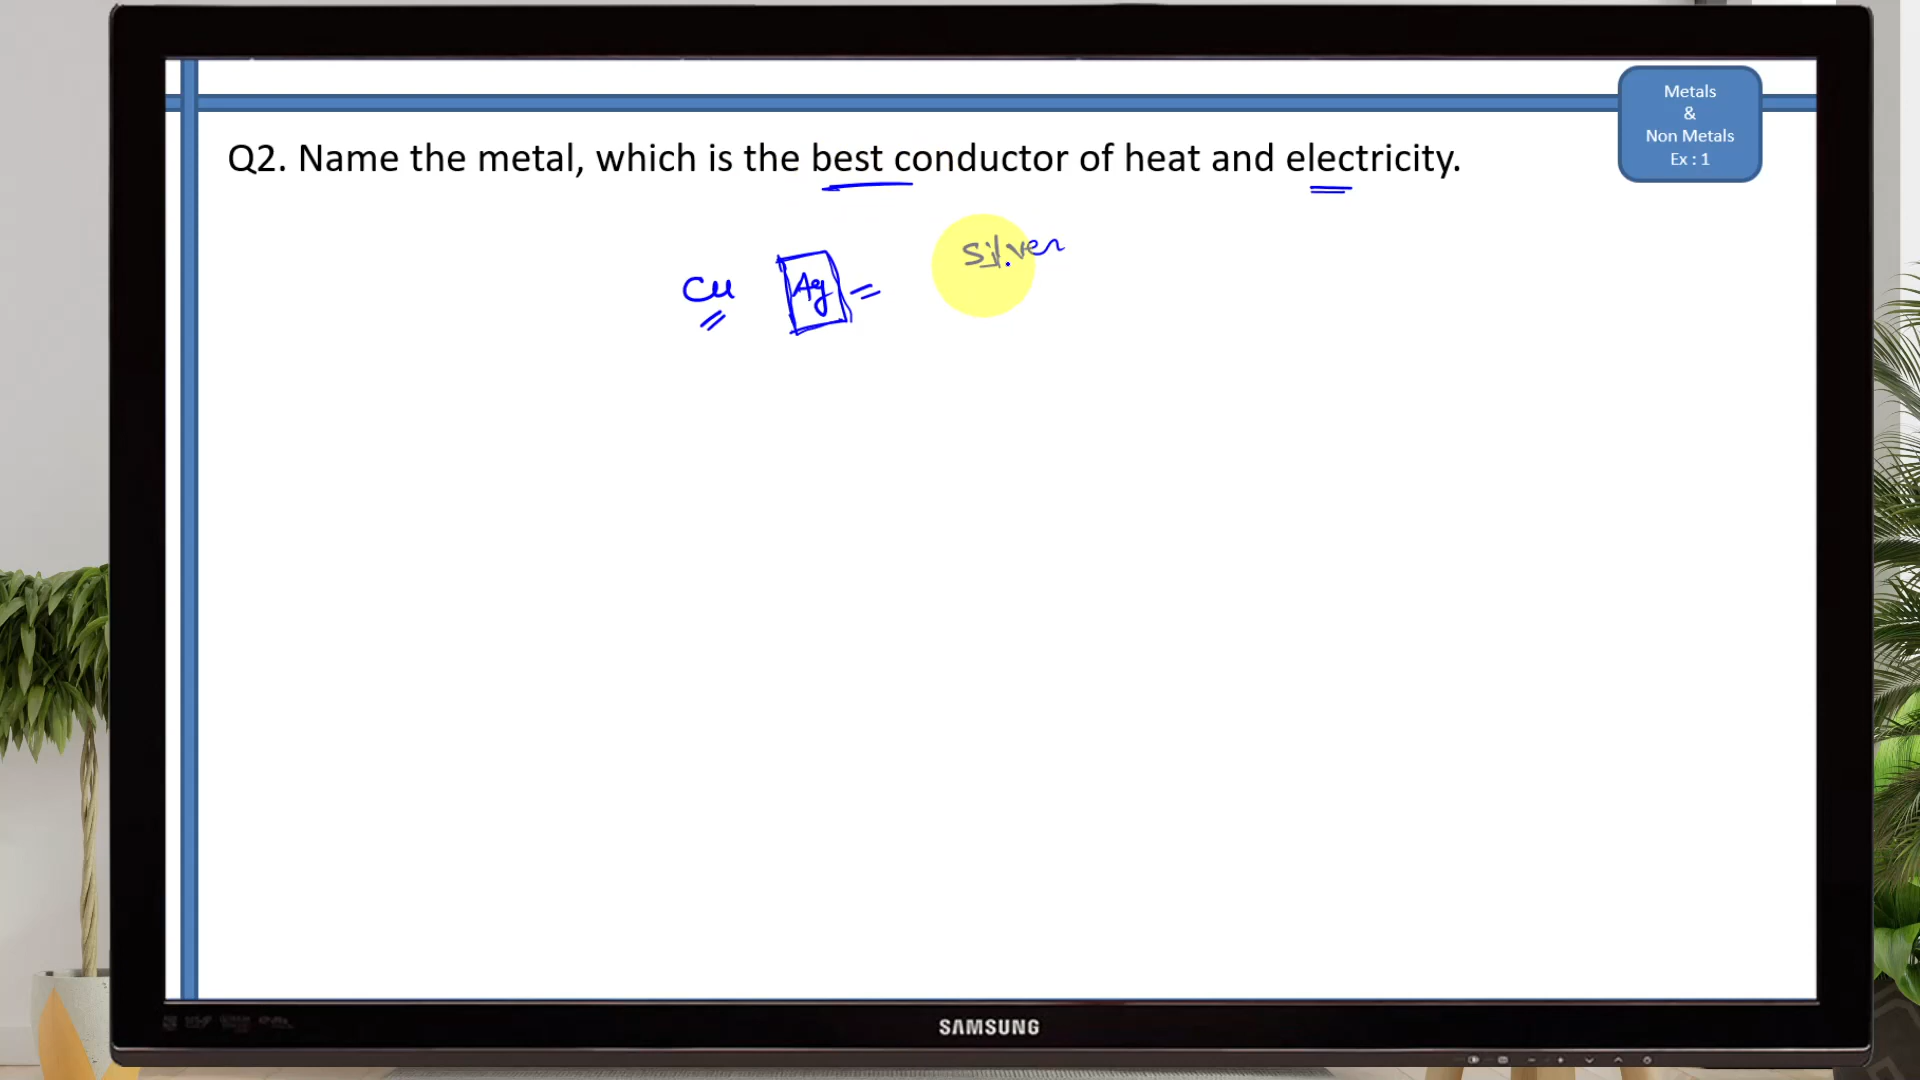 Metals
&
Non Metals
Ex : 1
Q2. Name the metal, which is the best conductor of heat and electricity.
Silver
Cu Ag =
SAMSUNG